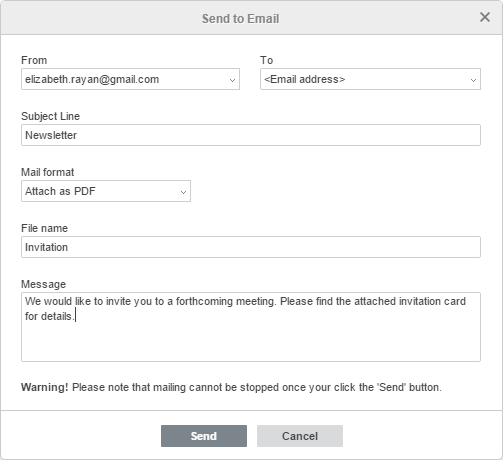 Send to Email
From
To
elizabeth.rayan@gmail.com
<Email address>
Subject Line
Newsletter
Mail format
Attach as PDF
File name
Invitation
Message
We would like to invite you to a forthcoming meeting. Please find the attached invitation card
for details.
Warning! Please note that mailing cannot be stopped once your click the 'Send' button.
Send
Cancel